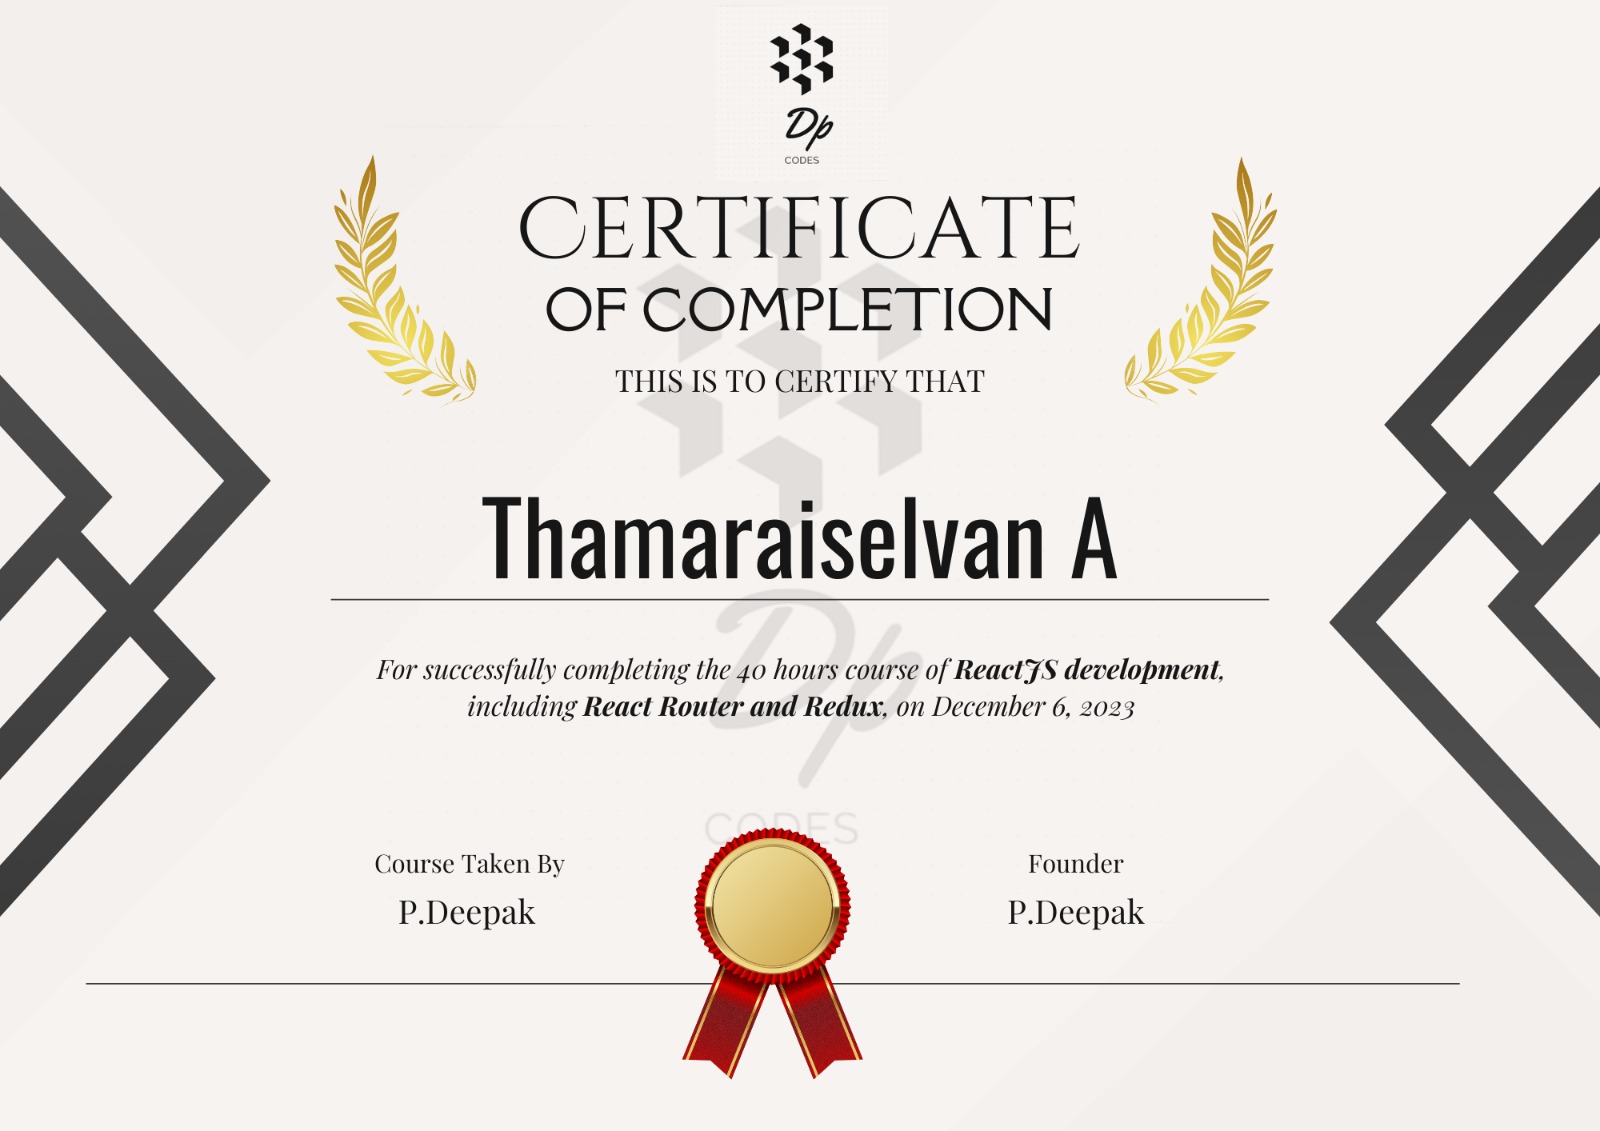 Dp
CODES
CERTIFICATE
OF COMPLETION
THIS IS TO CERTIFY THAT
Thamaraiselvan A
For successfully completing the 40 hours course of ReactJS development,
including React Router and Redux, on December 6, 2023
Dp
CODES
Course Taken By
P.Deepak
Founder
P.Deepak